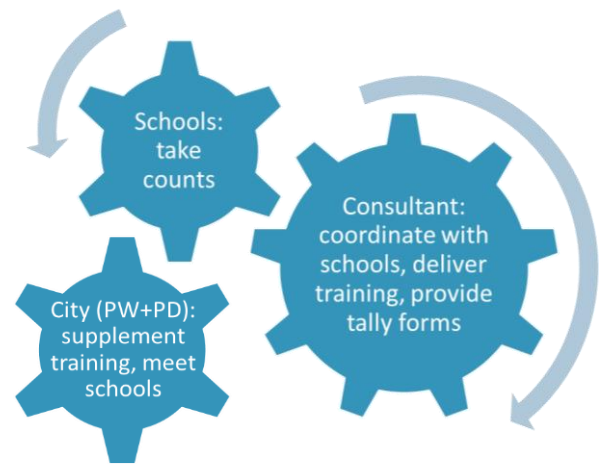 Schools:
take
counts
Consultant:
coordinate with
schools, deliver
training, provide
tally forms
City (PW+PD):
supplement
training, meet
schools